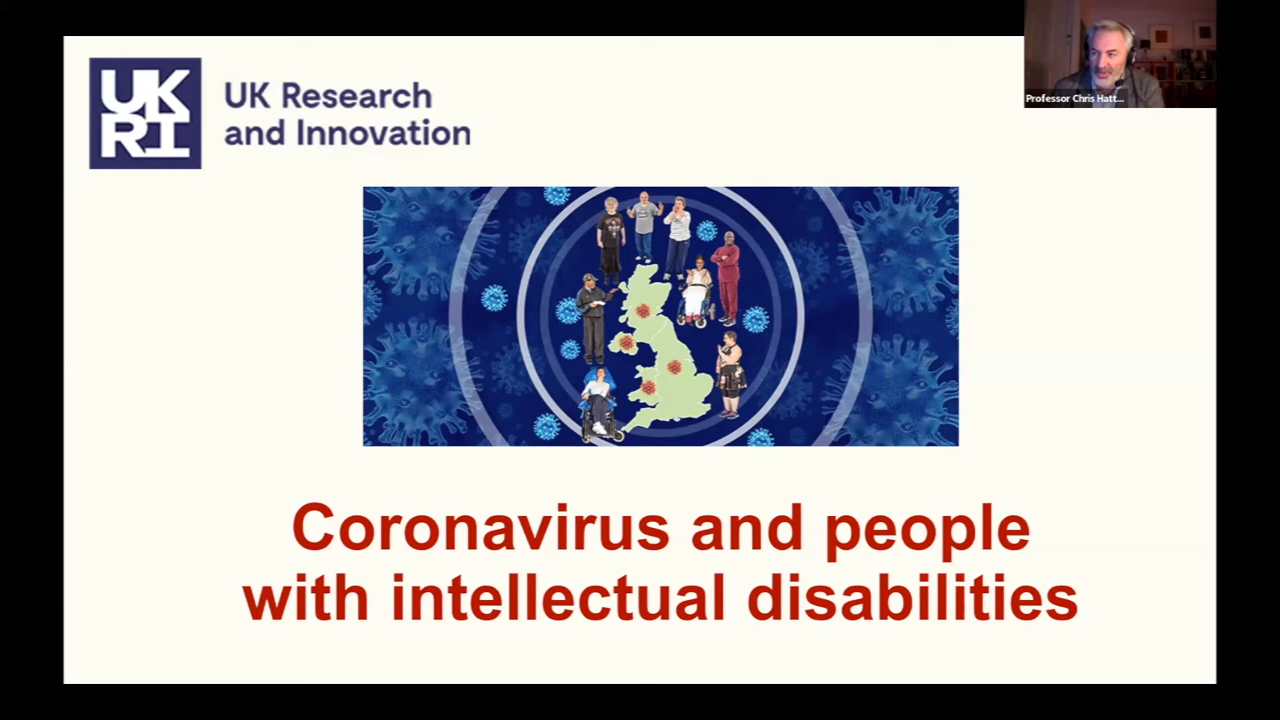 UK
RI
UK Research
and Innovation
Professor Chris Hatt...
Coronavirus and people
with intellectual disabilities